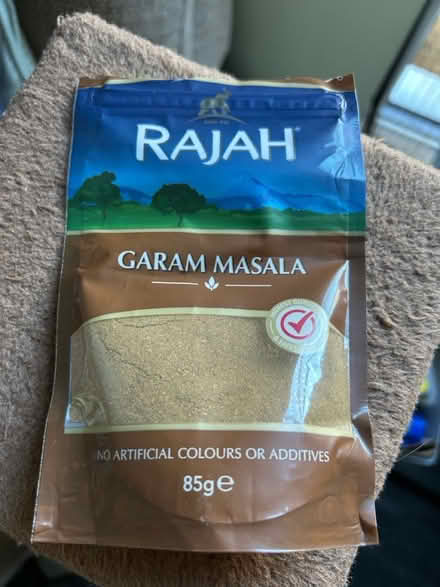 RAJAH
GARAM MASALA
NO ARTIFICIAL COLOURS OR ADDITIVES
85g℮